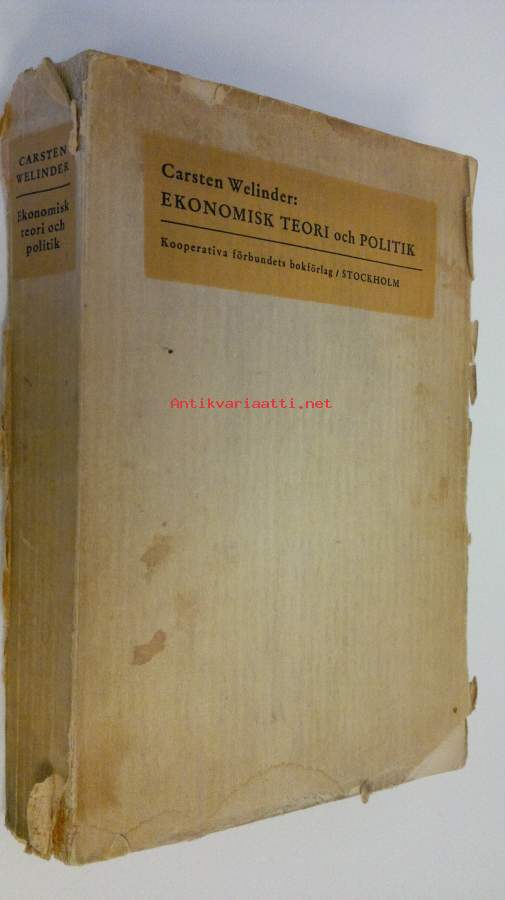 CARSTEN
WELINDER
Ekonomisk
teori och
politik
Carsten Welinder:
EKONOMISK TEORI och POLITIK
Kooperativa förbundets bokförlag / STOCKHOLM
Antikvariaatti.net